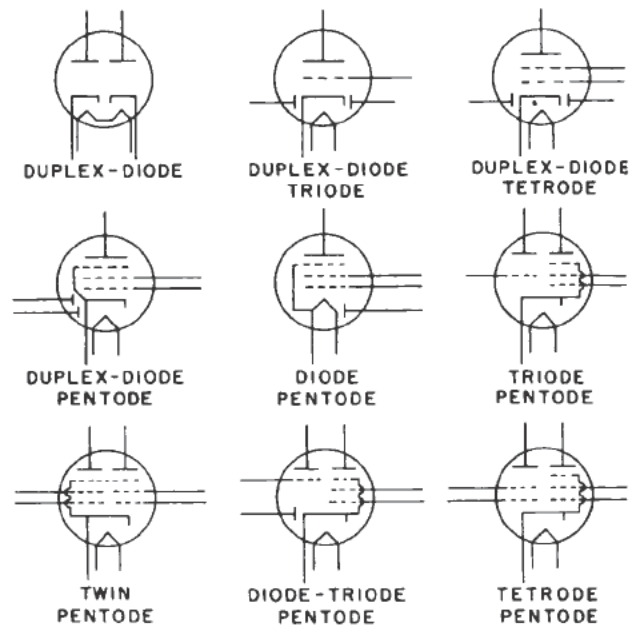 DUPLEX-DIODE
DUPLEX-DIODE
TRIODE
DUPLEX-DIODE
TETRODE
DUPLEX-DIODE
PENTODE
DIODE
PENTODE
TRIODE
PENTODE
TWIN
PENTODE
DIODE-TRIODE
PENTODE
TETRODE
PENTODE